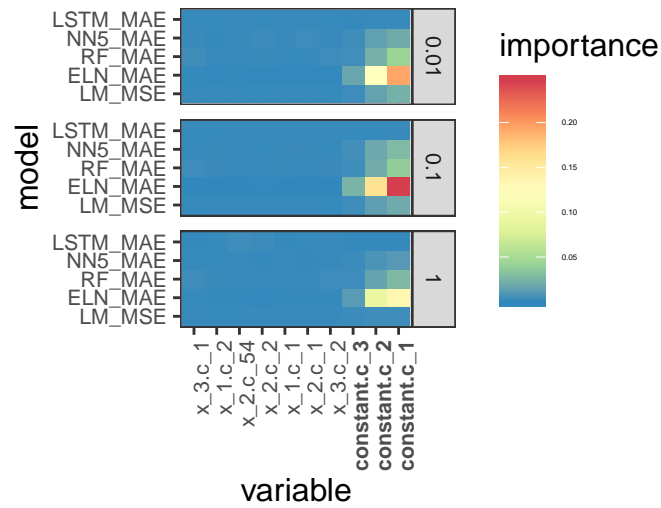 LSTM_MAE
NN5_MAE
RF_MAE
ELN_MAE
LM_MSE
0.01
LSTM_MAE
NN5_MAE
RF_MAE
ELN_MAE
LM_MSE
0.1
LSTM_MAE
NN5_MAE
RF_MAE
ELN_MAE
LM_MSE
1
model
x_3.c_1
x_1.c_2
x_2.c_54
x_2.c_2
x_1.c_1
x_2.c_1
x_3.c_2
constant.c_3
constant.c_2
constant.c_1
variable
importance
0.20
0.15
0.10
0.05